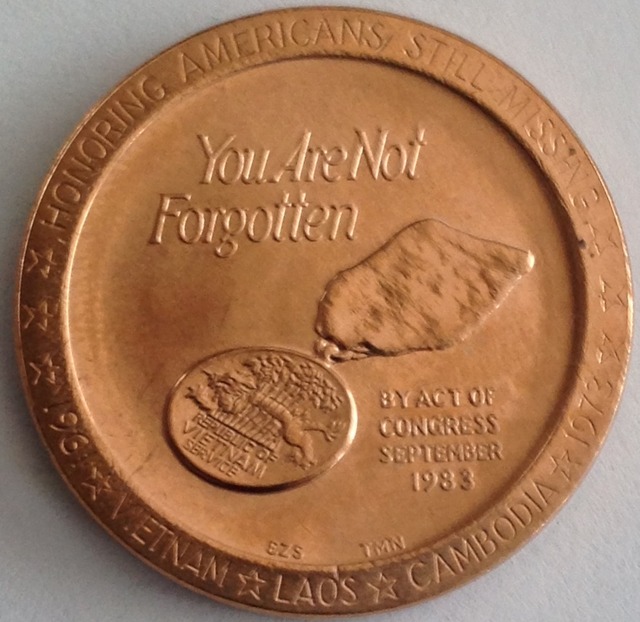 HONORING AMERICANS STILL MISSING
You Are Not
Forgotten
REPUBLIC OF
VIETNAM
SERVICE
BY ACT OF
CONGRESS
SEPTEMBER
1983
EZS TMN
1961 ☆ VIETNAM ☆ LAOS ☆ CAMBODIA ☆ 1973